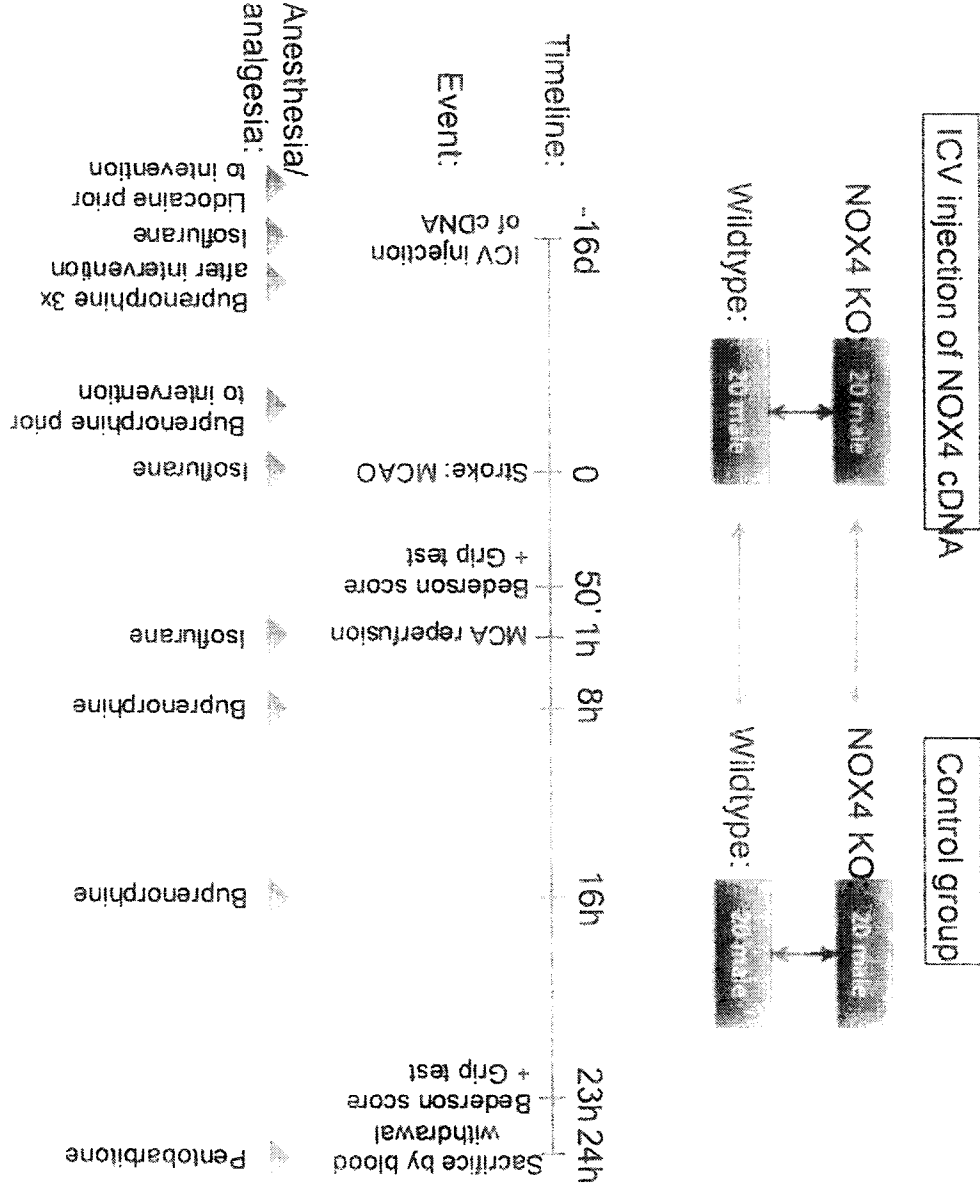 ICV injection of NOX4 cDNA
Control group
NOX4 KO:
20 male
NOX4 KO:
20 male
Wildtype:
20 male
Wildtype:
20 male
Timeline:
-16d
0
50'
1h
8h
16h
23h
24h
Event:
ICV injection
of cDNA
Stroke: MCAO
Bederson score
+ Grip test
MCA reperfusion
Bederson score
+ Grip test
Sacrifice by blood
withdrawal
Anesthesia/
analgesia:
Lidocaine prior
to intevention
Isoflurane
Buprenorphine 3x
after intervention
Buprenorphine prior
to intervention
Isoflurane
Isoflurane
Buprenorphine
Buprenorphine
Pentobarbitone